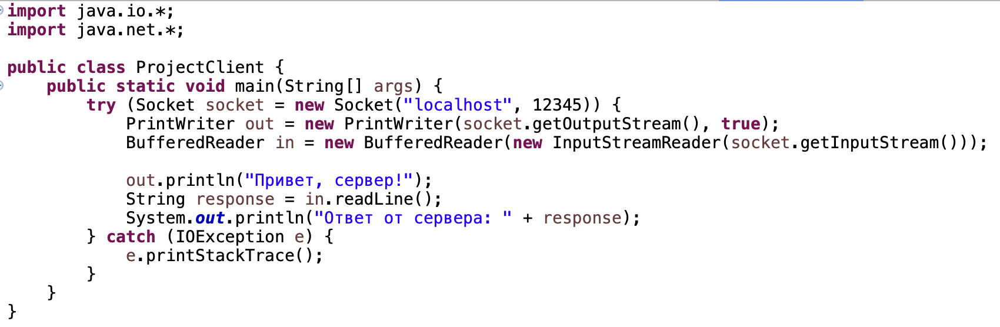 import java.io.*;
import java.net.*;
public class ProjectClient {
public static void main(String[] args) {
try (Socket socket = new Socket("localhost", 12345)) {
PrintWriter out = new PrintWriter(socket.getOutputStream(), true);
BufferedReader in = new BufferedReader(new InputStreamReader(socket.getInputStream()));
out.println("Привет, сервер!");
String response = in.readLine();
System.out.println("Ответ от сервера: " + response);
} catch (IOException e) {
e.printStackTrace();
}
}
}